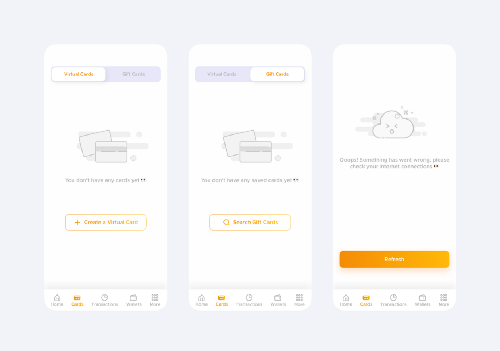 Virtual Cards Gift Cards
You don't have any cards yet
+ Create a Virtual Card
Home Cards Transactions Wallets More
Virtual Cards Gift Cards
You don't have any saved cards yet
Search Gift Cards
Home Cards Transactions Wallets More
Ooops! Something has went wrong, please
check your internet connections
Refresh
Home Cards Transactions Wallets More